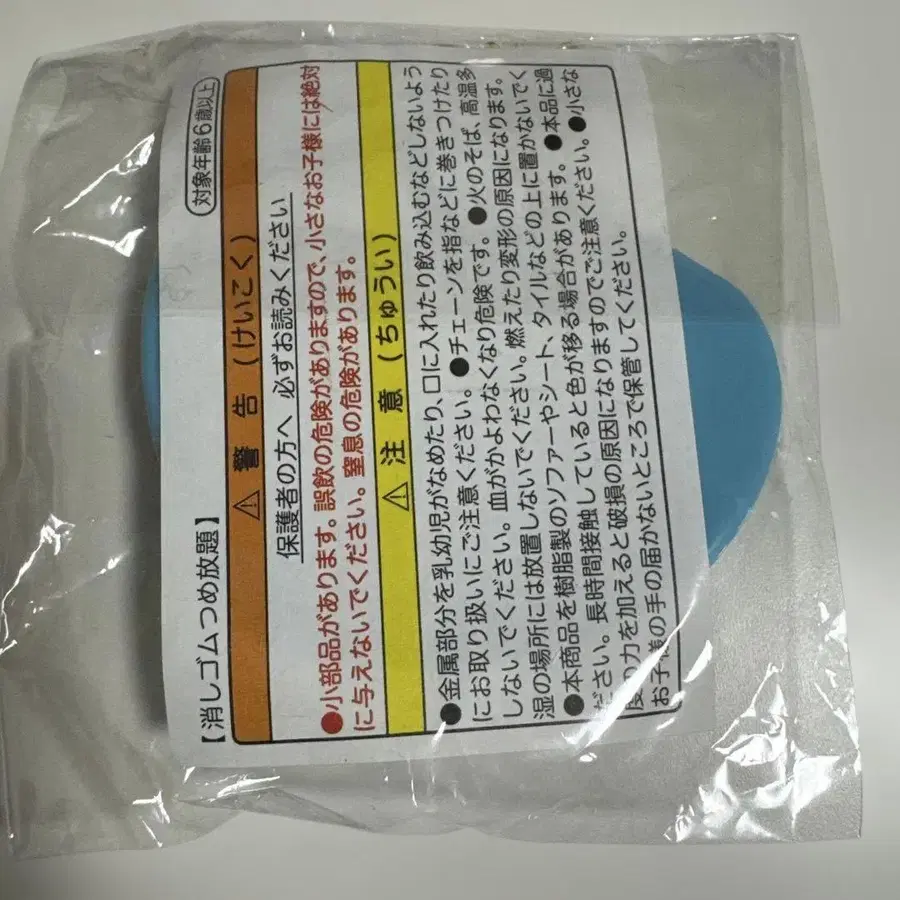 【消しゴムつめ放題】
対象年齢6歳以上
⚠ 警告 (けいこく)
保護者の方へ 必ずお読みください
●小部品があります。誤飲の危険がありますので、小さなお子様には絶対
に与えないでください。窒息の危険があります。
⚠ 注意 (ちゅうい)
●金属部分を乳幼児がなめたり、口に入れたり飲み込むなどしないよう
にお取り扱いにご注意ください。●チェーンを指などに巻きつけたり
しないでください。血がかよわなくなり危険です。●火のそば、高温多
湿の場所には放置しないでください。燃えたり変形の原因になります。
●本商品を樹脂製のソファーやシート、タイルなどの上に置かないでく
ださい。長時間接触していると色が移る場合があります。●本品に過
度の力を加えると破損の原因になりますのでご注意ください。●小さな
お子様の手の届かないところで保管してください。